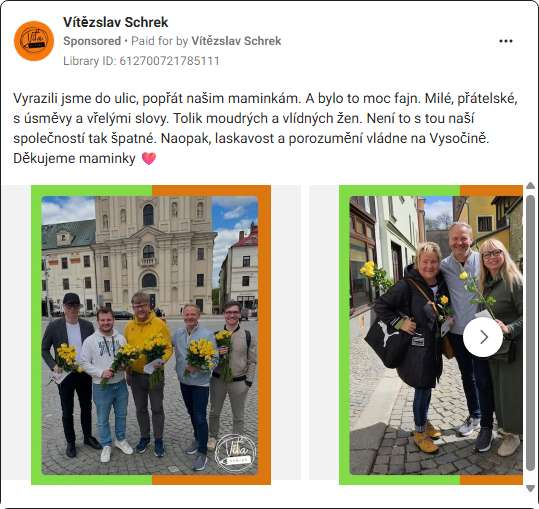 Vítězslav Schrek
Sponsored • Paid for by Vítězslav Schrek
Library ID: 612700721785111
Vyrazili jsme do ulic, popřát našim maminkám. A bylo to moc fajn. Milé, přátelské,
s úsměvy a vřelými slovy. Tolik moudrých a vlídných žen. Není to s tou naší
společností tak špatné. Naopak, laskavost a porozumění vládne na Vysočině.
Děkujeme maminky 💓
Víťa
SCHREK